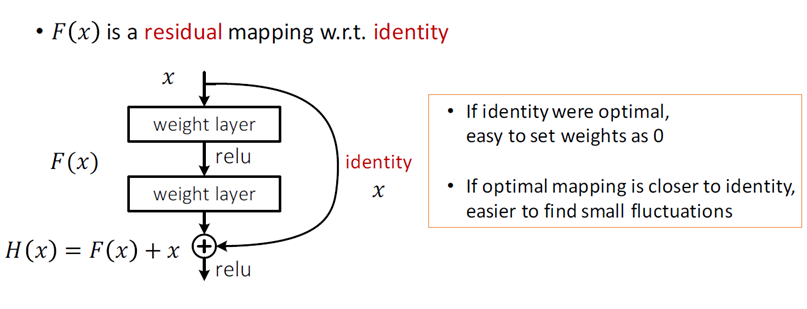 • F(x) is a residual mapping w.r.t. identity
x
weight layer
relu
F(x)
weight layer
identity
x
H(x) = F(x) + x
relu
• If identity were optimal,
easy to set weights as 0
• If optimal mapping is closer to identity,
easier to find small fluctuations